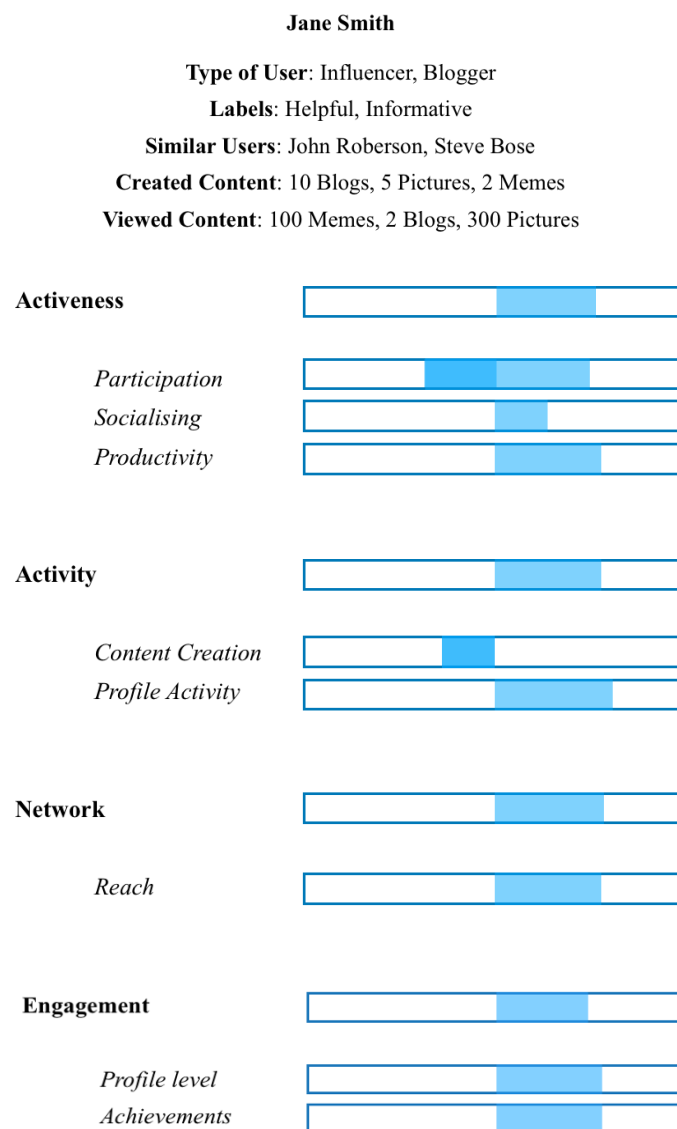 Jane Smith
Type of User: Influencer, Blogger
Labels: Helpful, Informative
Similar Users: John Roberson, Steve Bose
Created Content: 10 Blogs, 5 Pictures, 2 Memes
Viewed Content: 100 Memes, 2 Blogs, 300 Pictures
Activeness
Participation
Socialising
Productivity
Activity
Content Creation
Profile Activity
Network
Reach
Engagement
Profile level
Achievements